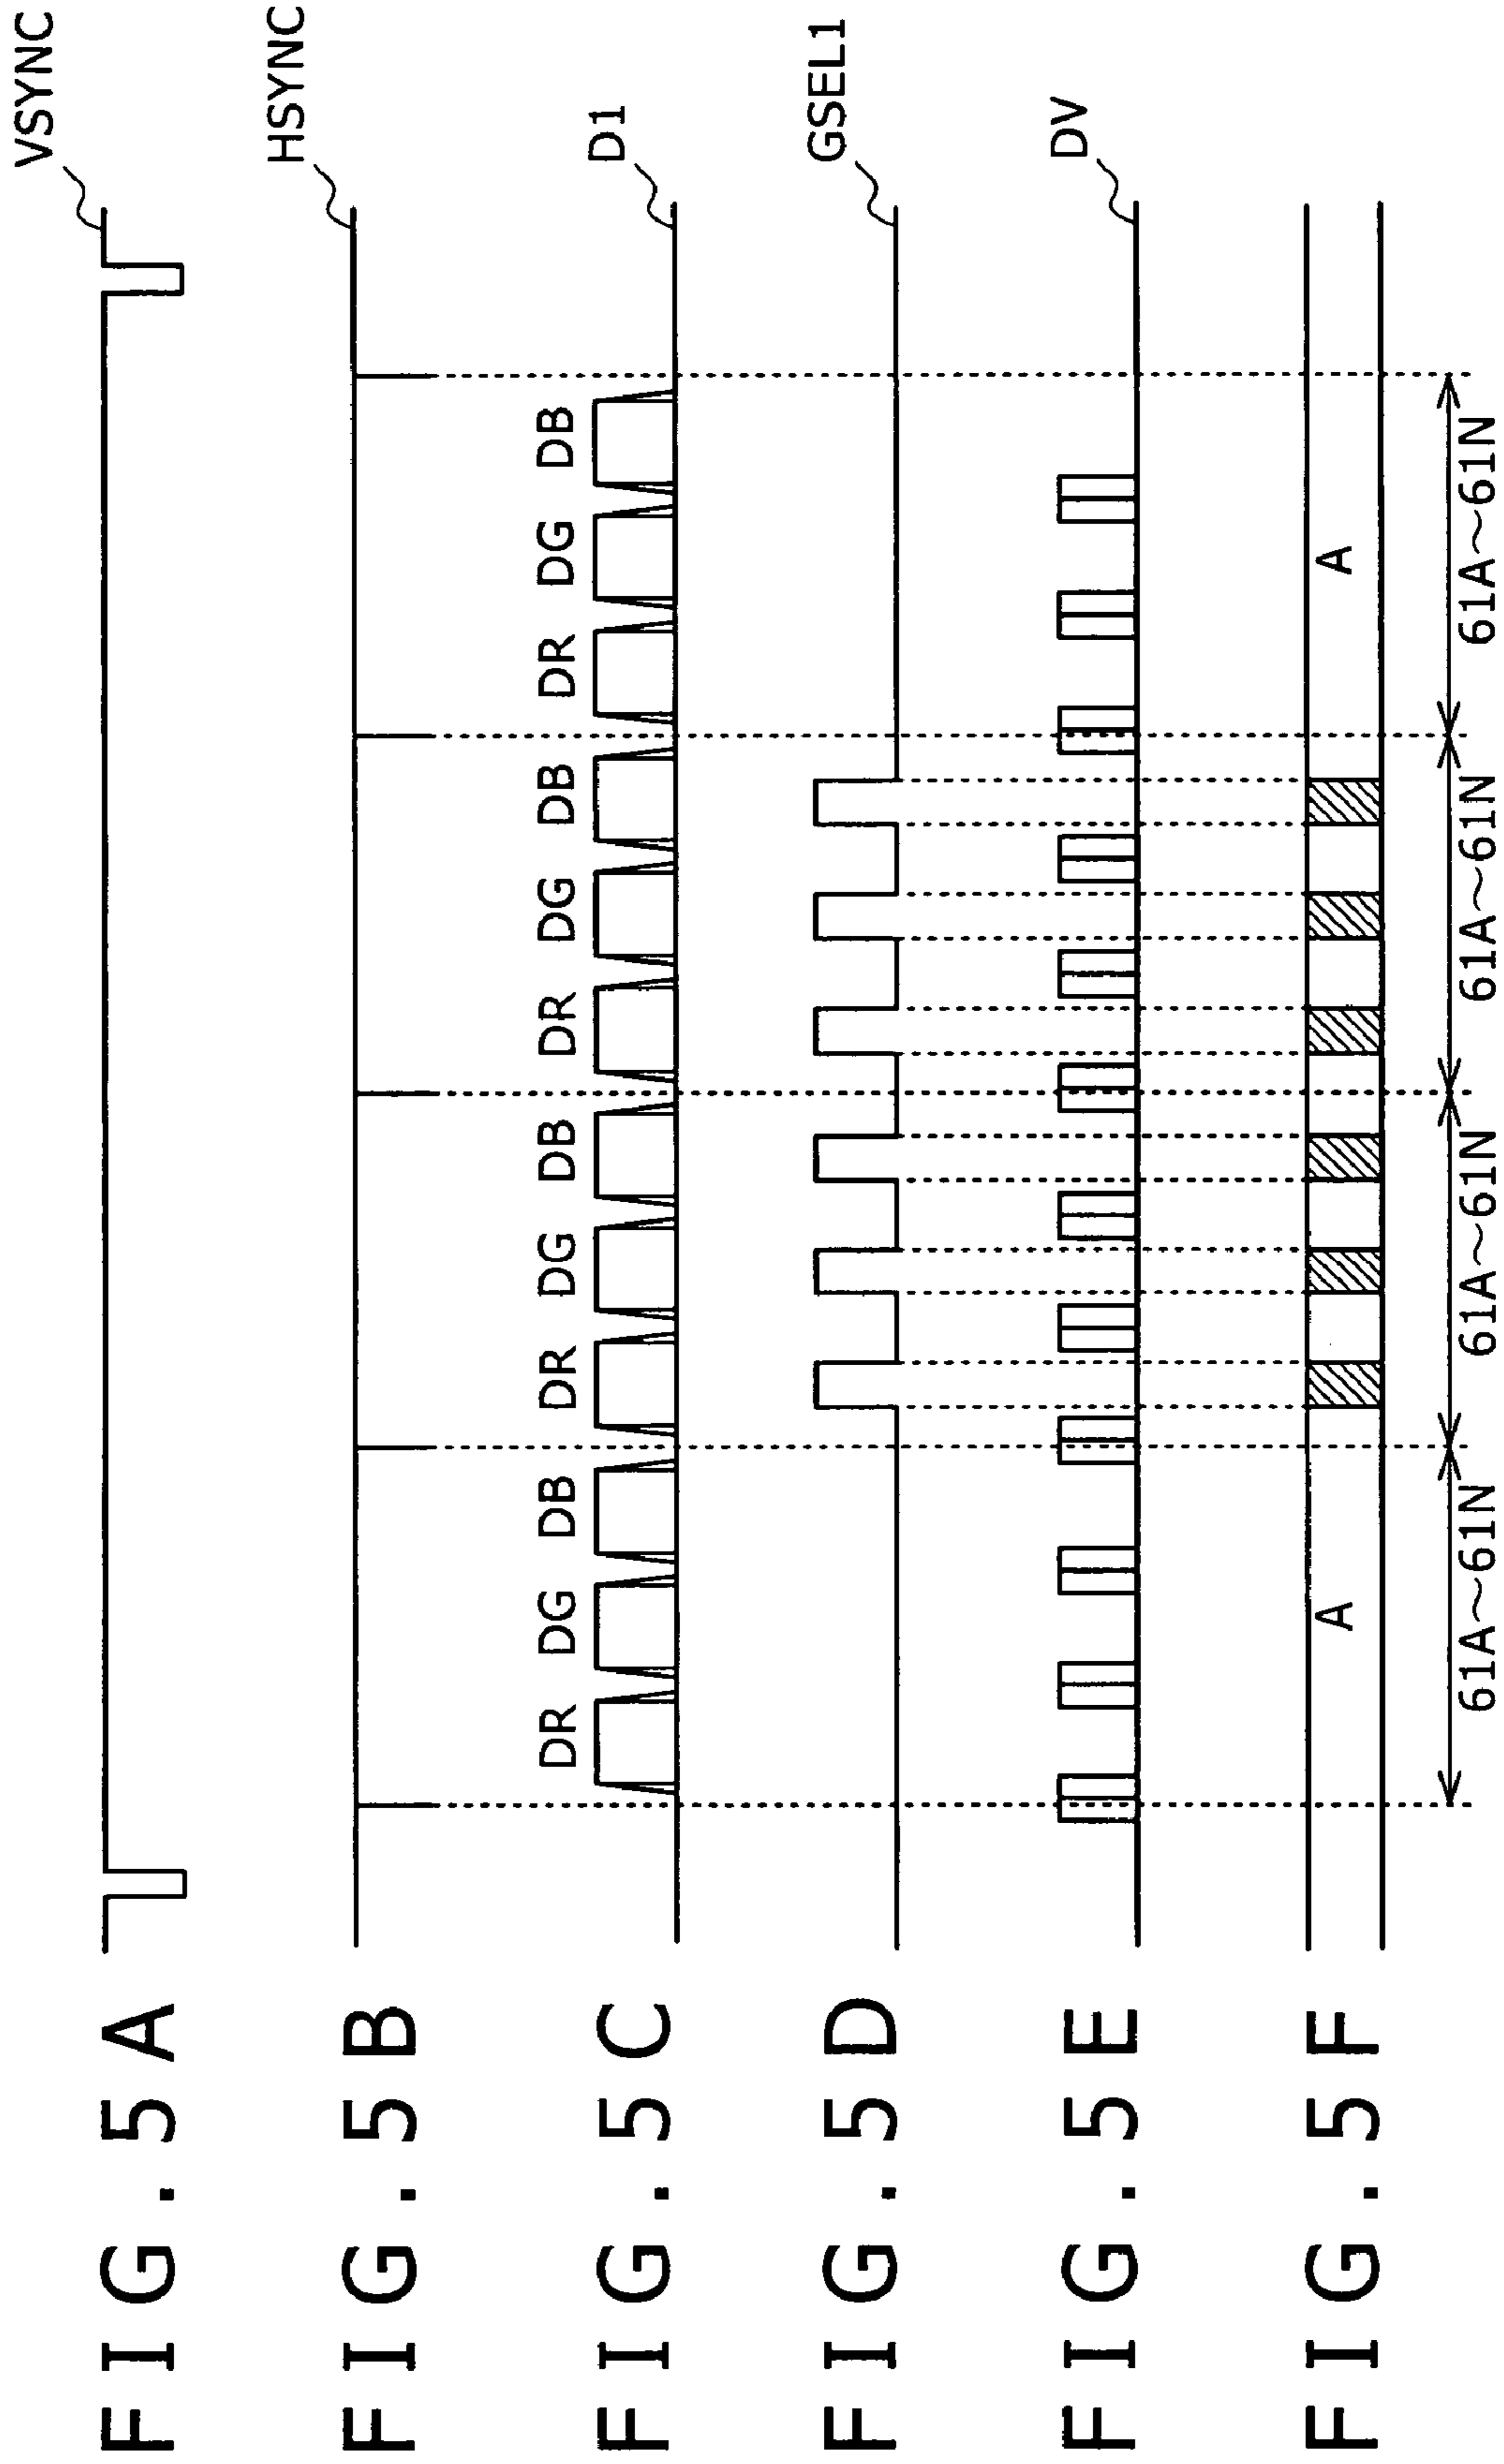 FIG.5A
VSYNC
FIG.5B
HSYNC
FIG.5C
DR DG DB DR DG DB DR DG DB DR DG DB
D1
FIG.5D
GSEL1
FIG.5E
DV
FIG.5F
A A
61A~61N 61A~61N 61A~61N 61A~61N